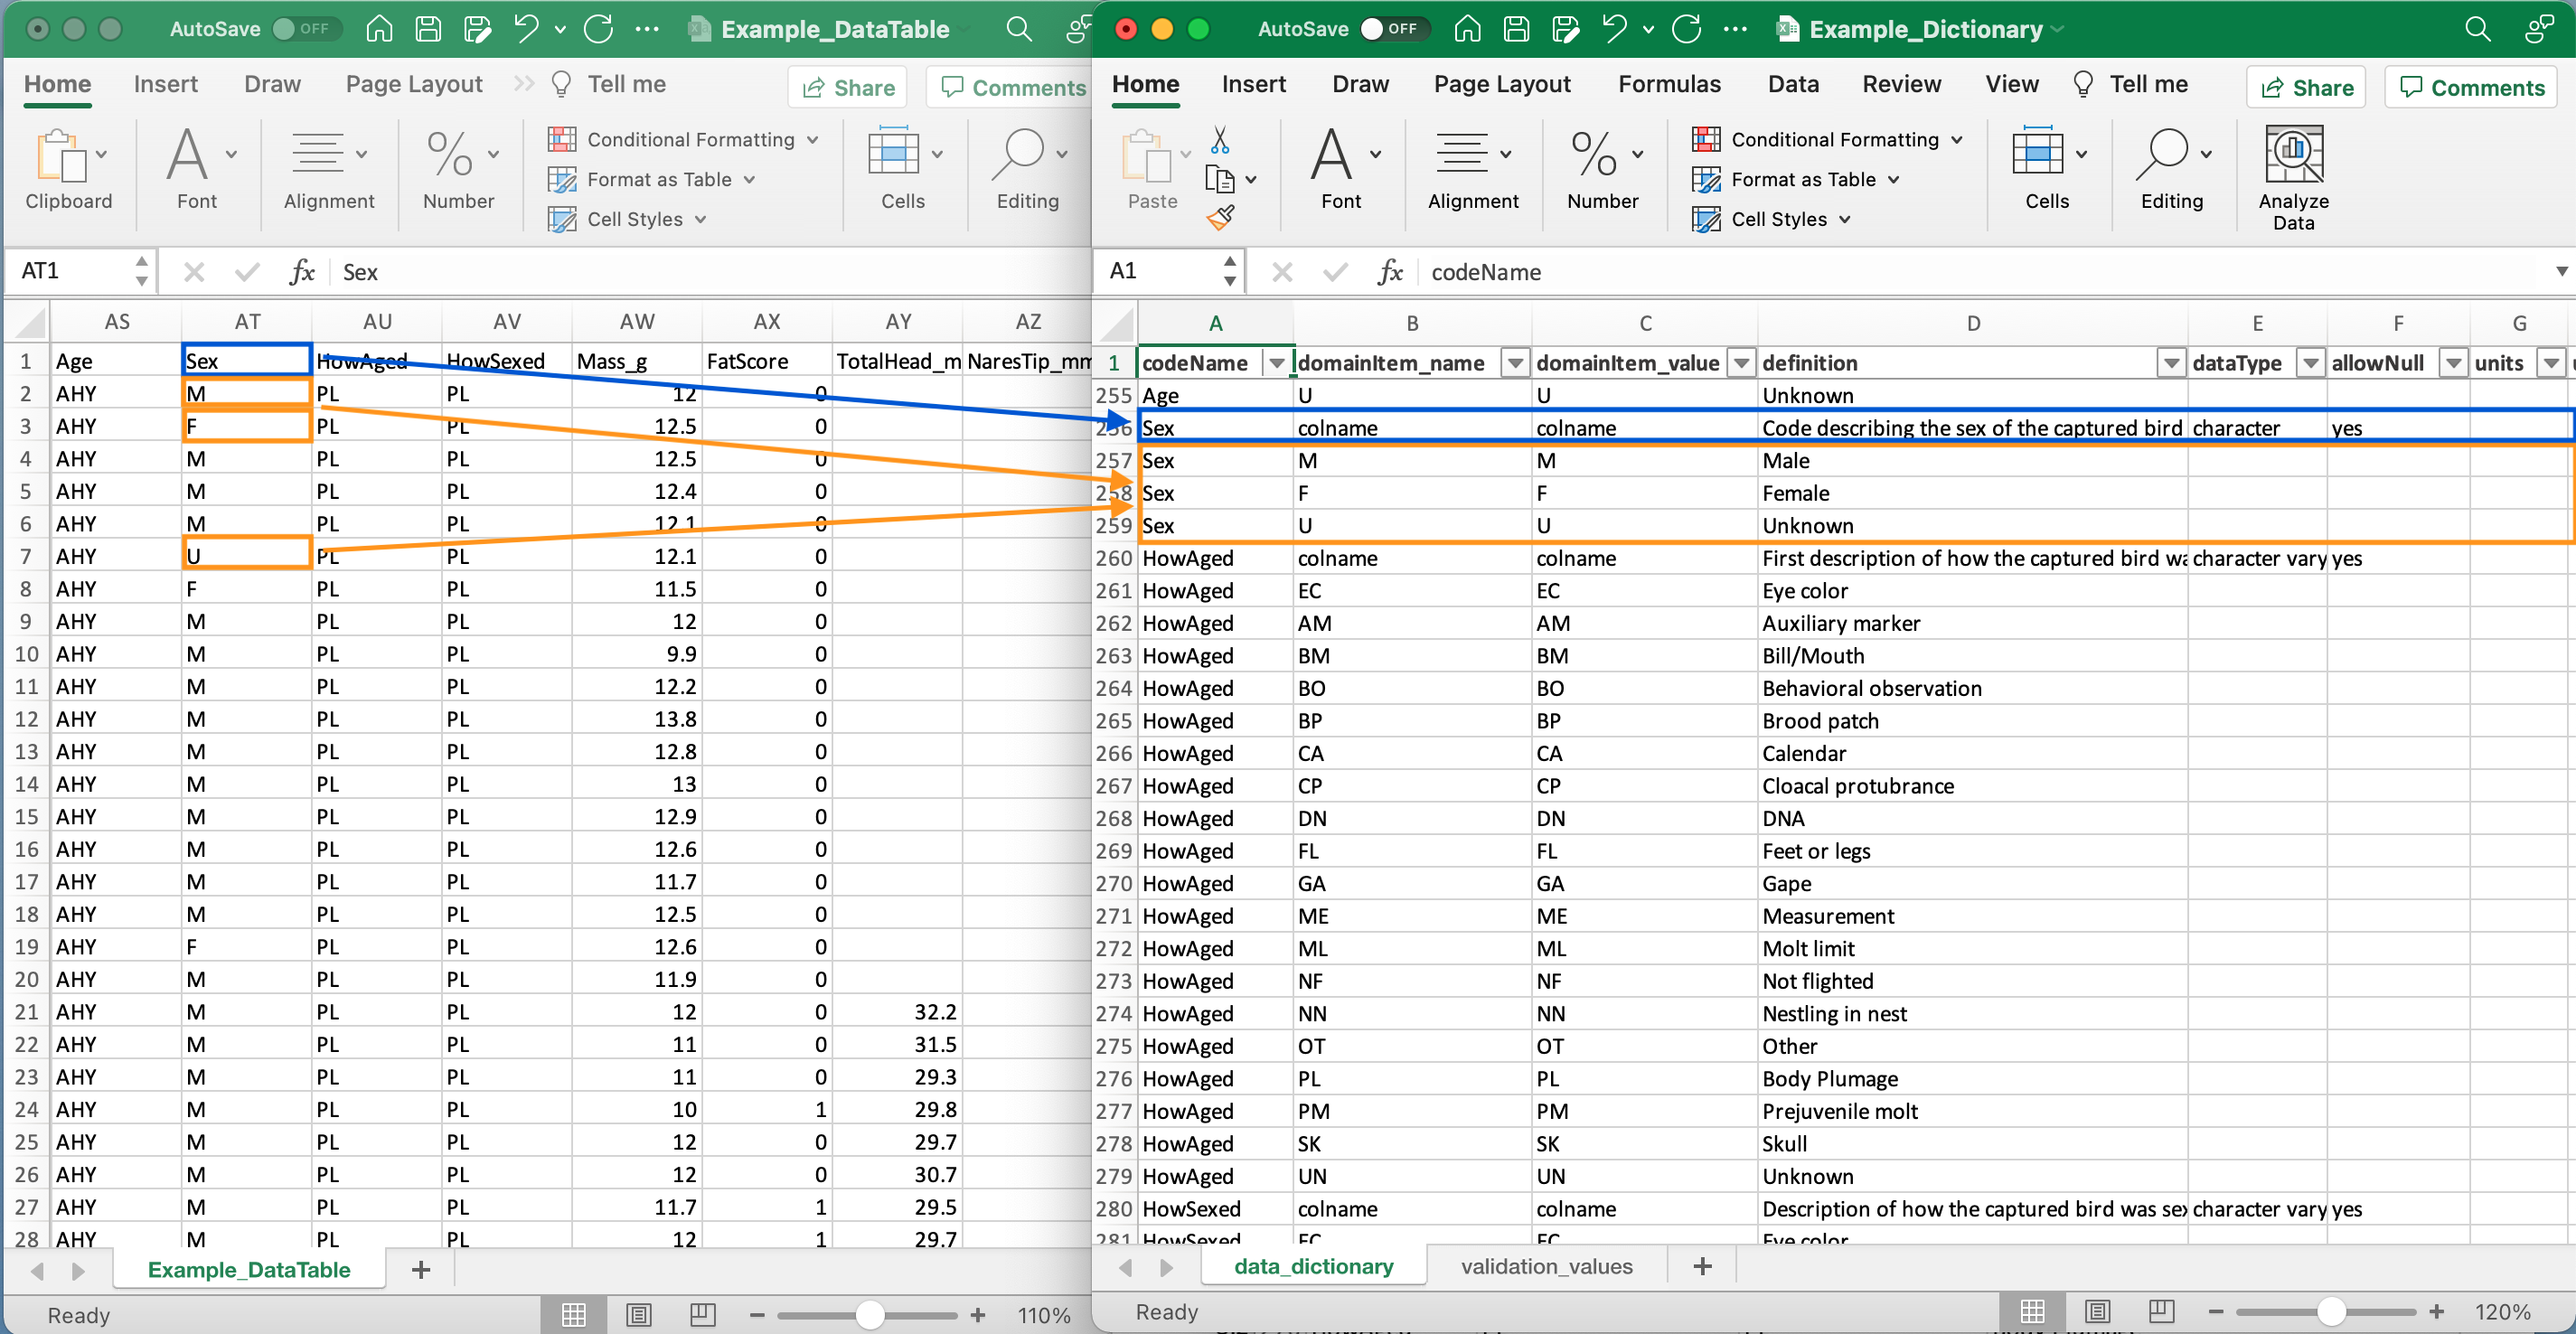 AutoSave OFF Example_DataTable
Home Insert Draw Page Layout Tell me Share Comments
Clipboard Font Alignment Number Conditional Formatting Format as Table Cell Styles Cells Editing
AT1 fx Sex
AS AT AU AV AW AX AY AZ
1 Age Sex HowAged HowSexed Mass_g FatScore TotalHead_m NaresTip_mm
2 AHY M PL PL 12 0
3 AHY F PL PL 12.5 0
4 AHY M PL PL 12.5 0
5 AHY M PL PL 12.4 0
6 AHY M PL PL 12.1 0
7 AHY U PL PL 12.1 0
8 AHY F PL PL 11.5 0
9 AHY M PL PL 12 0
10 AHY M PL PL 9.9 0
11 AHY M PL PL 12.2 0
12 AHY M PL PL 13.8 0
13 AHY M PL PL 12.8 0
14 AHY M PL PL 13 0
15 AHY M PL PL 12.9 0
16 AHY M PL PL 12.6 0
17 AHY M PL PL 11.7 0
18 AHY M PL PL 12.5 0
19 AHY F PL PL 12.6 0
20 AHY M PL PL 11.9 0
21 AHY M PL PL 12 0 32.2
22 AHY M PL PL 11 0 31.5
23 AHY M PL PL 11 0 29.3
24 AHY M PL PL 10 1 29.8
25 AHY M PL PL 12 0 29.7
26 AHY M PL PL 12 0 30.7
27 AHY M PL PL 11.7 1 29.5
28 AHY M PL PL 12 1 29.7
Example_DataTable +
Ready 110%
AutoSave OFF Example_Dictionary
Home Insert Draw Page Layout Formulas Data Review View Tell me Share Comments
Paste Font Alignment Number Conditional Formatting Format as Table Cell Styles Cells Editing Analyze Data
A1 fx codeName
A B C D E F G
1 codeName domainItem_name domainItem_value definition dataType allowNull units
255 Age U U Unknown
256 Sex colname colname Code describing the sex of the captured bird character yes
257 Sex M M Male
258 Sex F F Female
259 Sex U U Unknown
260 HowAged colname colname First description of how the captured bird wa character vary yes
261 HowAged EC EC Eye color
262 HowAged AM AM Auxiliary marker
263 HowAged BM BM Bill/Mouth
264 HowAged BO BO Behavioral observation
265 HowAged BP BP Brood patch
266 HowAged CA CA Calendar
267 HowAged CP CP Cloacal protubrance
268 HowAged DN DN DNA
269 HowAged FL FL Feet or legs
270 HowAged GA GA Gape
271 HowAged ME ME Measurement
272 HowAged ML ML Molt limit
273 HowAged NF NF Not flighted
274 HowAged NN NN Nestling in nest
275 HowAged OT OT Other
276 HowAged PL PL Body Plumage
277 HowAged PM PM Prejuvenile molt
278 HowAged SK SK Skull
279 HowAged UN UN Unknown
280 HowSexed colname colname Description of how the captured bird was sex character vary yes
281 HowSexed EC EC Eye color
data_dictionary validation_values +
Ready 120%